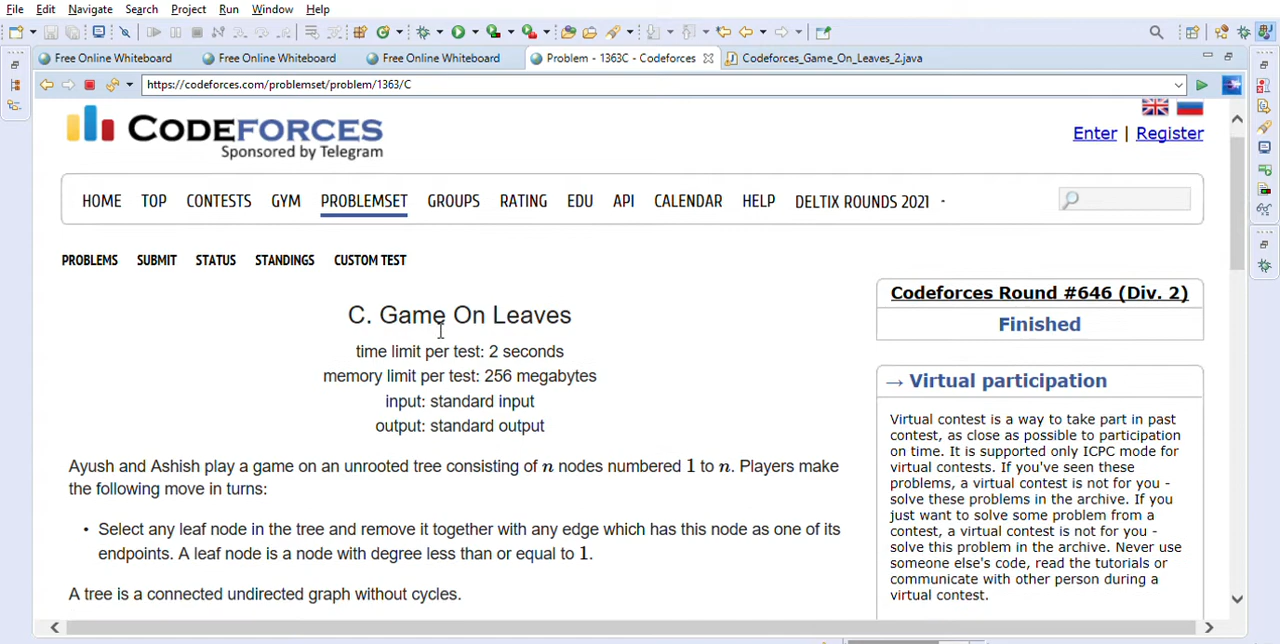 File Edit Navigate Search Project Run Window Help
Free Online Whiteboard Free Online Whiteboard Free Online Whiteboard Problem - 1363C - Codeforces Codeforces_Game_On_Leaves_2.java
https://codeforces.com/problemset/problem/1363/C
CODEFORCES
Sponsored by Telegram
Enter | Register
HOME TOP CONTESTS GYM PROBLEMSET GROUPS RATING EDU API CALENDAR HELP DELTIX ROUNDS 2021
PROBLEMS SUBMIT STATUS STANDINGS CUSTOM TEST
C. Game On Leaves
time limit per test: 2 seconds
memory limit per test: 256 megabytes
input: standard input
output: standard output
Ayush and Ashish play a game on an unrooted tree consisting of n nodes numbered 1 to n. Players make
the following move in turns:
• Select any leaf node in the tree and remove it together with any edge which has this node as one of its
endpoints. A leaf node is a node with degree less than or equal to 1.
A tree is a connected undirected graph without cycles.
Codeforces Round #646 (Div. 2)
Finished
→ Virtual participation
Virtual contest is a way to take part in past
contest, as close as possible to participation
on time. It is supported only ICPC mode for
virtual contests. If you've seen these
problems, a virtual contest is not for you -
solve these problems in the archive. If you
just want to solve some problem from a
contest, a virtual contest is not for you -
solve this problem in the archive. Never use
someone else's code, read the tutorials or
communicate with other person during a
virtual contest.